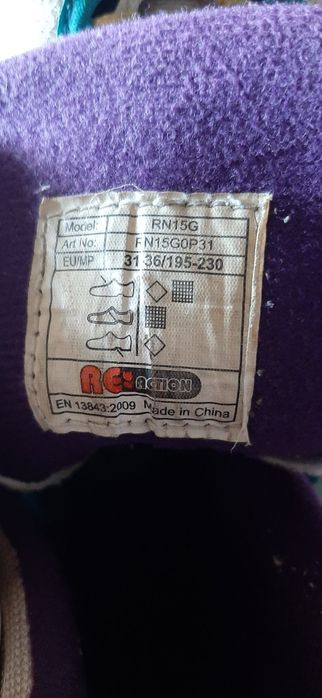 Model: RN15G
Art No: RN15G0P31
EU/MP 31-36/195-230
RE:ACTION
EN 13843:2009 Made in China